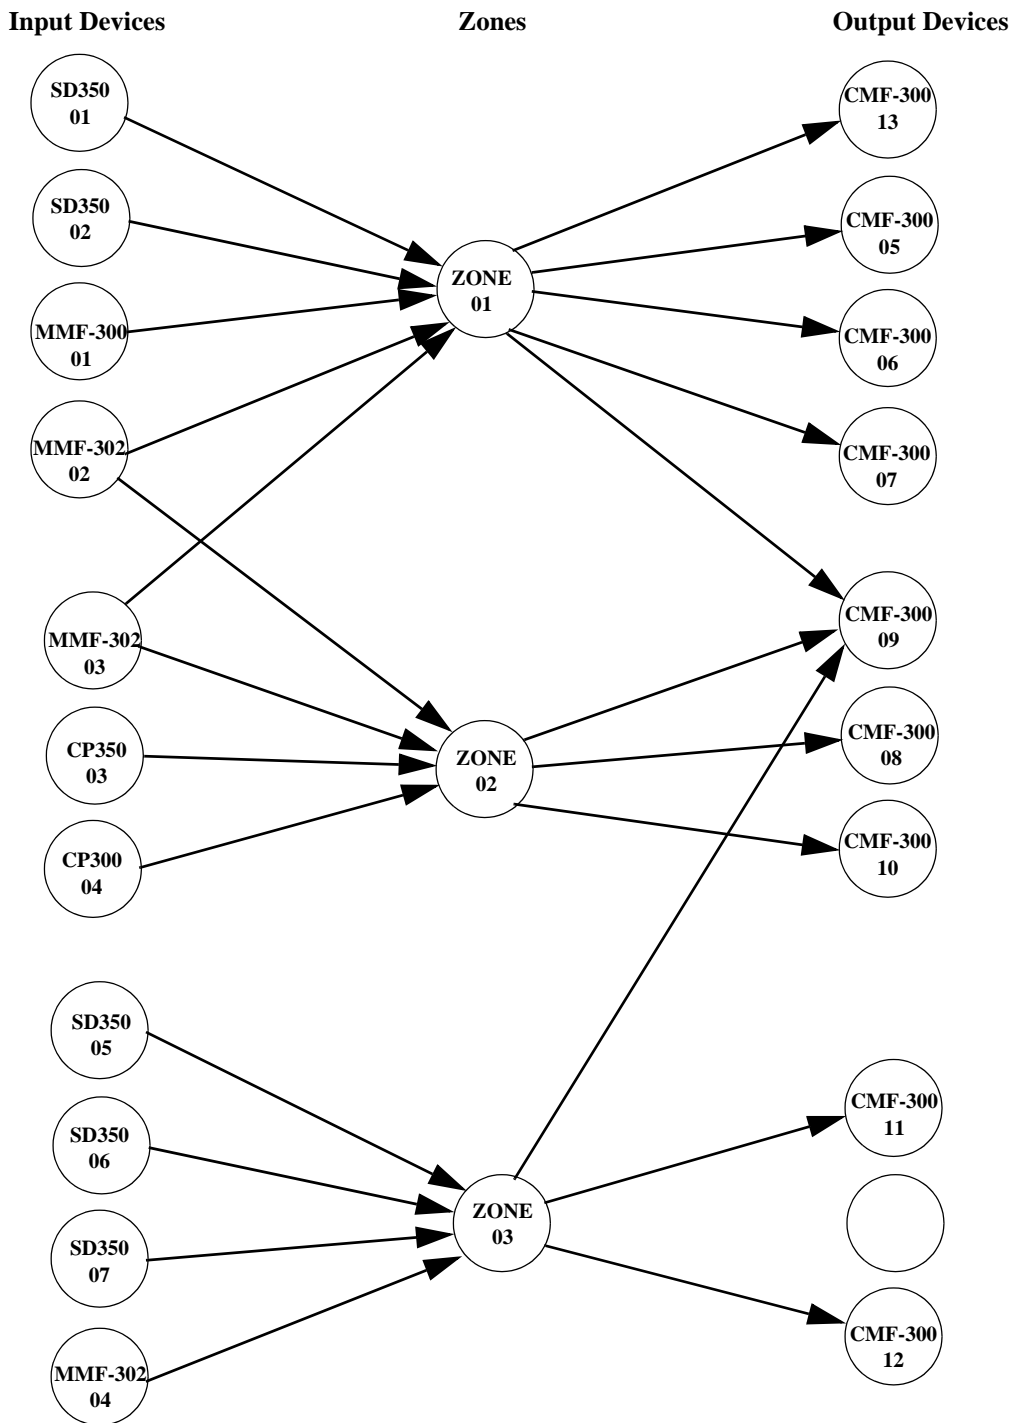 Input Devices
Zones
Output Devices
SD350
01
SD350
02
MMF-300
01
MMF-302
02
MMF-302
03
CP350
03
CP300
04
SD350
05
SD350
06
SD350
07
MMF-302
04
ZONE
01
ZONE
02
ZONE
03
CMF-300
13
CMF-300
05
CMF-300
06
CMF-300
07
CMF-300
09
CMF-300
08
CMF-300
10
CMF-300
11
CMF-300
12